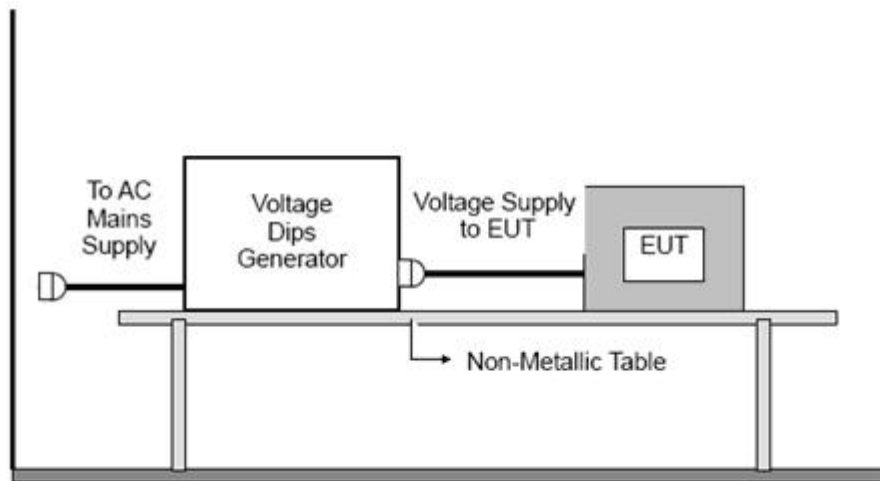 To AC
Mains
Supply
Voltage
Dips
Generator
Voltage Supply
to EUT
EUT
Non-Metallic Table